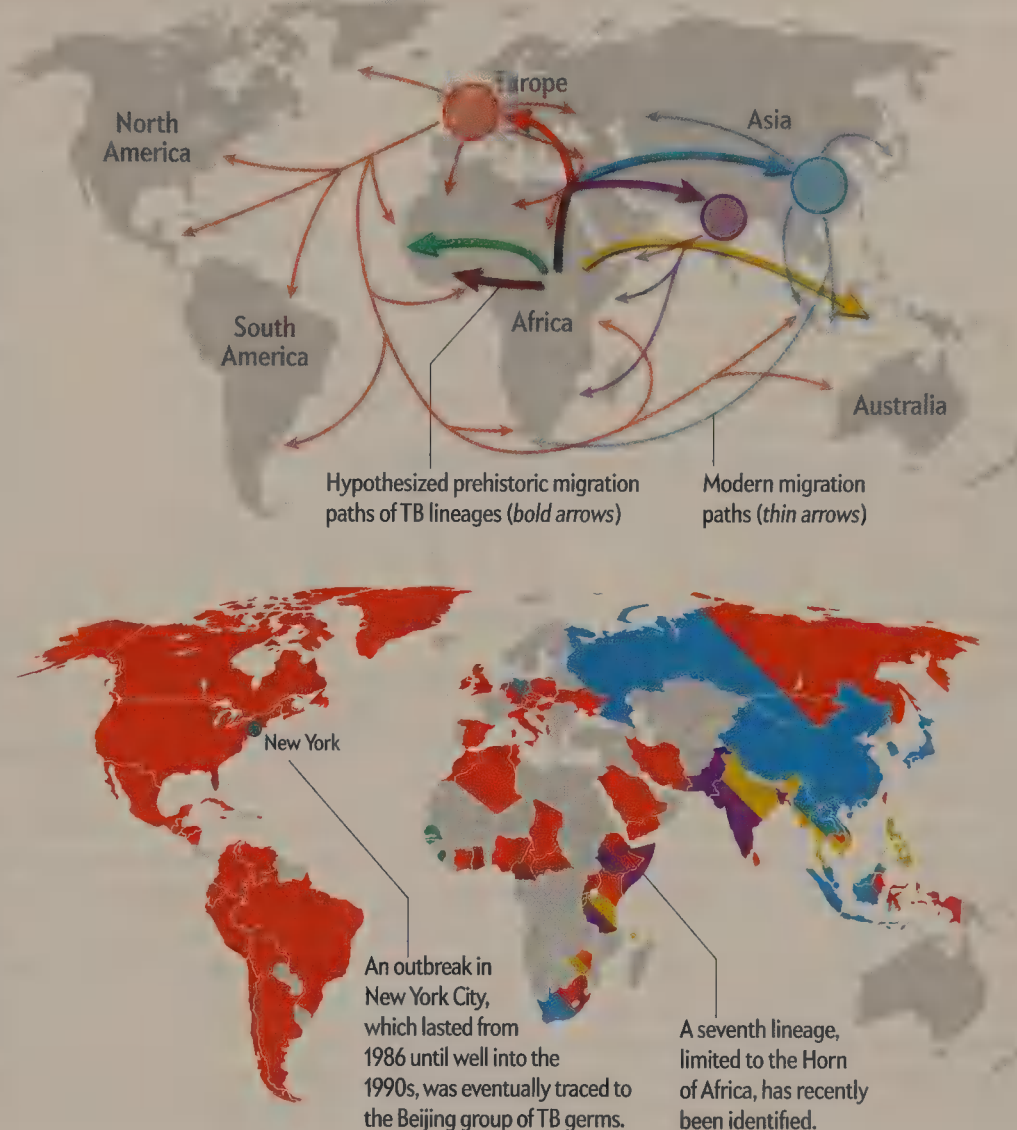 Europe
North
America
Asia
South
America
Africa
Australia
Hypothesized prehistoric migration
paths of TB lineages (bold arrows)
Modern migration
paths (thin arrows)
New York
An outbreak in
New York City,
which lasted from
1986 until well into the
1990s, was eventually traced to
the Beijing group of TB germs.
A seventh lineage,
limited to the Horn
of Africa, has recently
been identified.